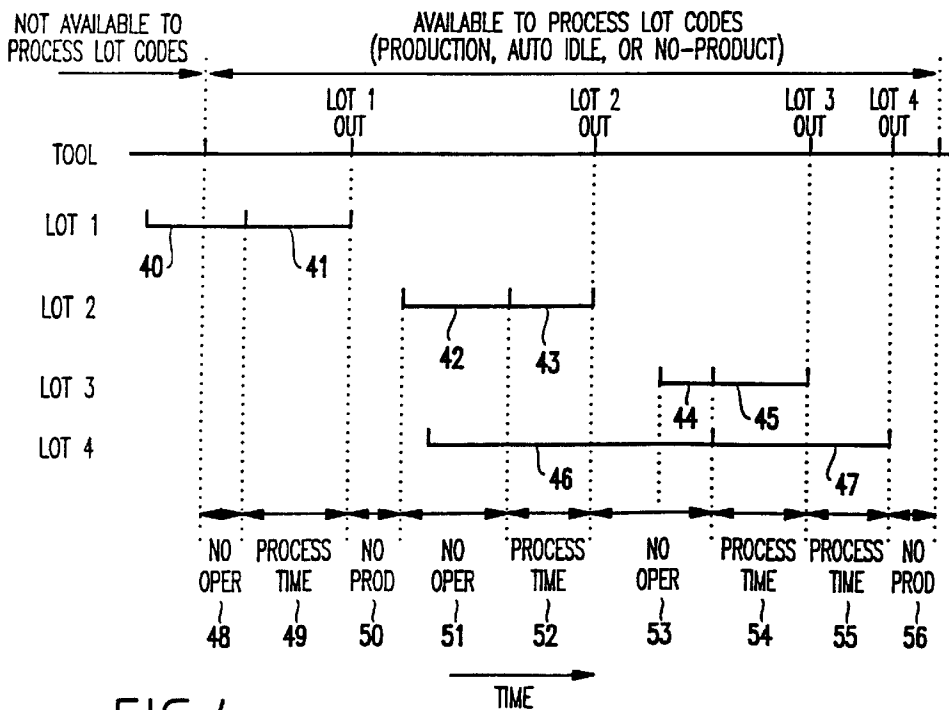 NOT AVAILABLE TO
PROCESS LOT CODES
AVAILABLE TO PROCESS LOT CODES
(PRODUCTION, AUTO IDLE, OR NO-PRODUCT)
LOT 1
OUT
LOT 2
OUT
LOT 3
OUT
LOT 4
OUT
TOOL
LOT 1
40
41
LOT 2
42
43
LOT 3
44
45
LOT 4
46
47
NO
OPER
48
PROCESS
TIME
49
NO
PROD
50
NO
OPER
51
PROCESS
TIME
52
NO
OPER
53
PROCESS
TIME
54
PROCESS
TIME
55
NO
PROD
56
TIME